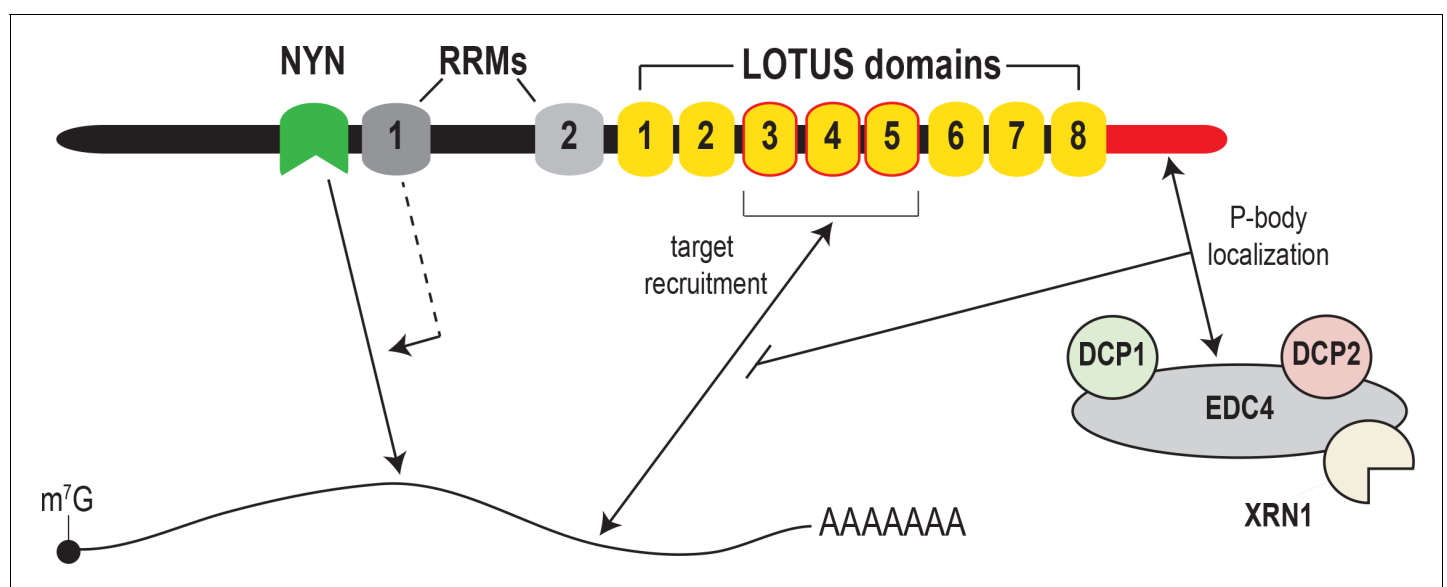 NYN
RRMs
LOTUS domains
1
2
1
2
3
4
5
6
7
8
target
recruitment
P-body
localization
DCP1
DCP2
EDC4
XRN1
m⁷G
AAAAAAA